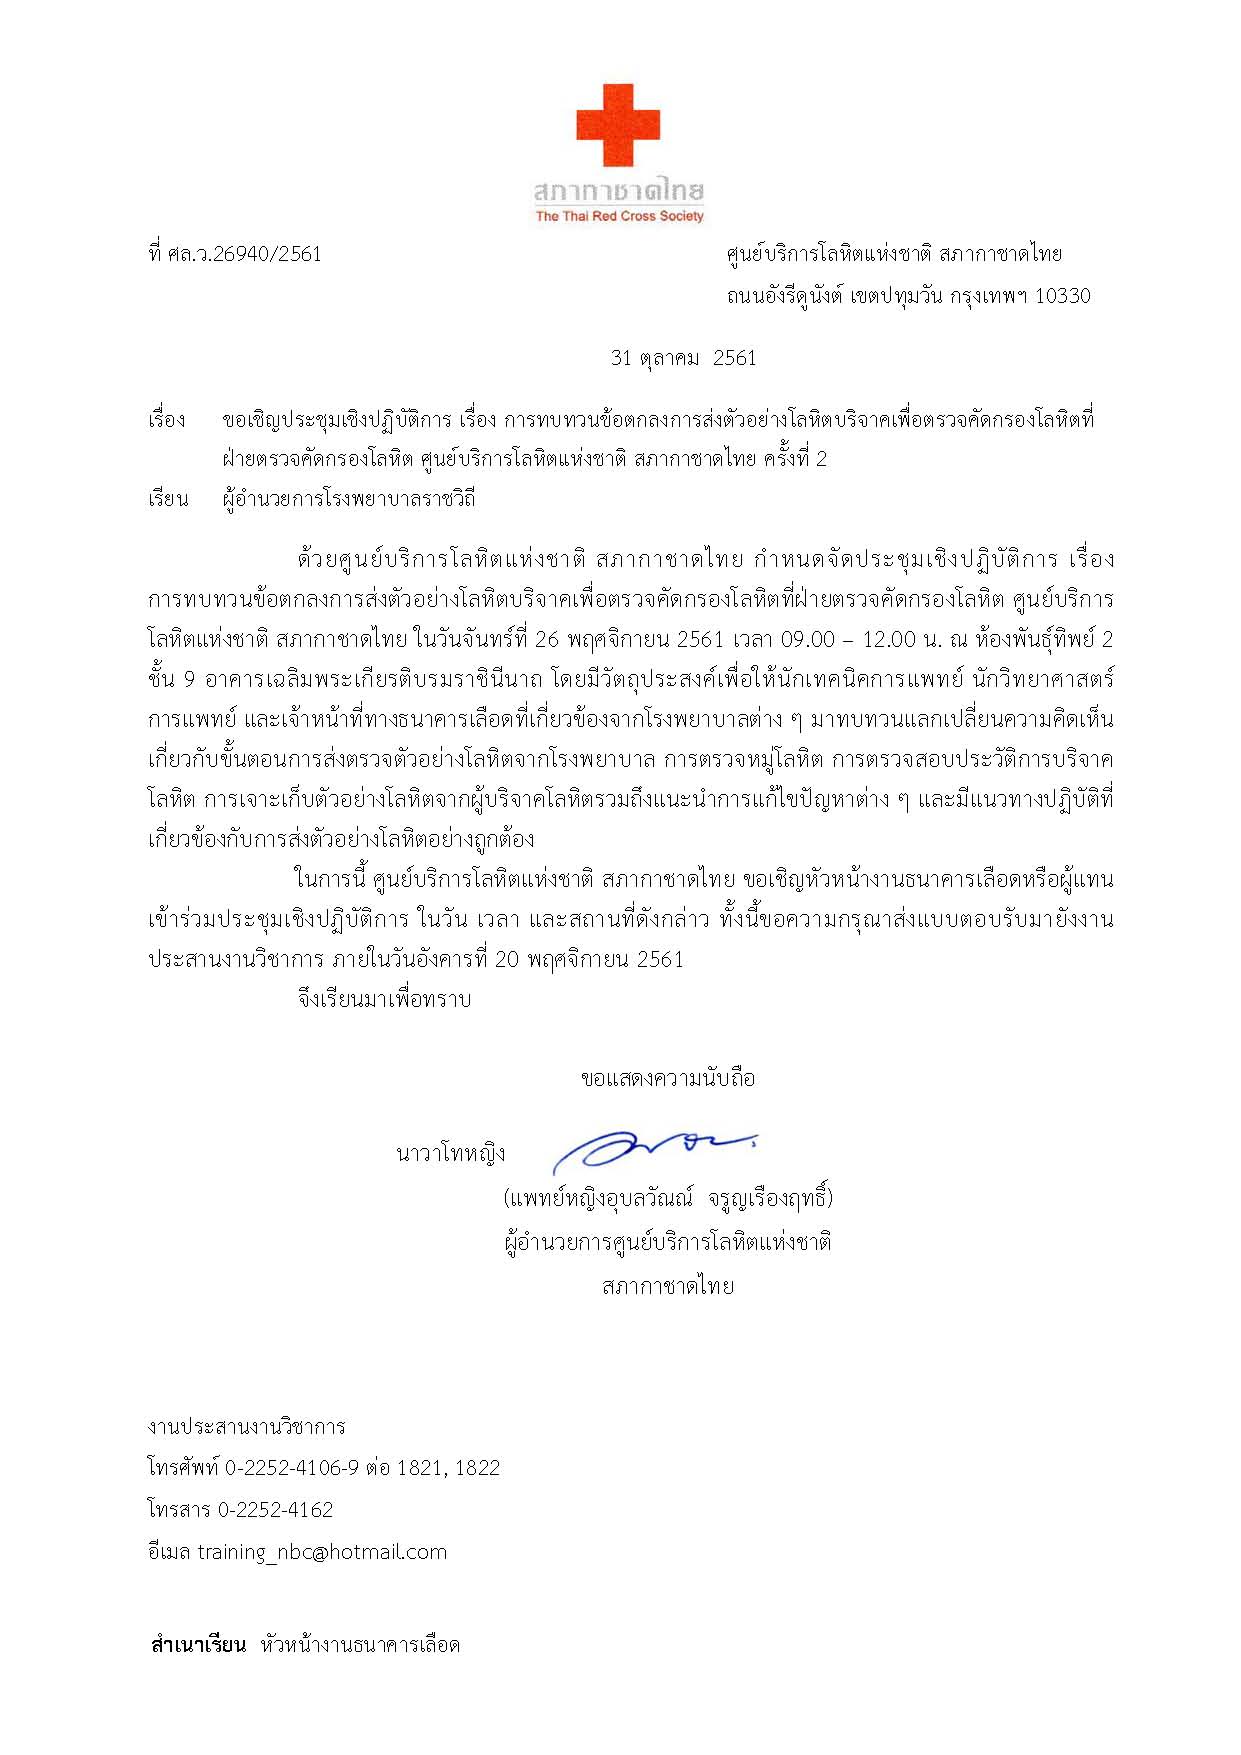 สภากาชาดไทย
The Thai Red Cross Society
ที่ ศล.ว.26940/2561
ศูนย์บริการโลหิตแห่งชาติ สภากาชาดไทย
ถนนอังรีดูนังต์ เขตปทุมวัน กรุงเทพฯ 10330
31 ตุลาคม 2561
เรื่อง ขอเชิญประชุมเชิงปฏิบัติการ เรื่อง การทบทวนข้อตกลงการส่งตัวอย่างโลหิตบริจาคเพื่อตรวจคัดกรองโลหิตที่
ฝ่ายตรวจคัดกรองโลหิต ศูนย์บริการโลหิตแห่งชาติ สภากาชาดไทย ครั้งที่ 2
เรียน ผู้อำนวยการโรงพยาบาลราชวิถี
ด้วยศูนย์บริการโลหิตแห่งชาติ สภากาชาดไทย กำหนดจัดประชุมเชิงปฏิบัติการ เรื่อง
การทบทวนข้อตกลงการส่งตัวอย่างโลหิตบริจาคเพื่อตรวจคัดกรองโลหิตที่ฝ่ายตรวจคัดกรองโลหิต ศูนย์บริการ
โลหิตแห่งชาติ สภากาชาดไทย ในวันจันทร์ที่ 26 พฤศจิกายน 2561 เวลา 09.00 – 12.00 น. ณ ห้องพันธุ์ทิพย์ 2
ชั้น 9 อาคารเฉลิมพระเกียรติบรมราชินีนาถ โดยมีวัตถุประสงค์เพื่อให้นักเทคนิคการแพทย์ นักวิทยาศาสตร์
การแพทย์ และเจ้าหน้าที่ทางธนาคารเลือดที่เกี่ยวข้องจากโรงพยาบาลต่าง ๆ มาทบทวนแลกเปลี่ยนความคิดเห็น
เกี่ยวกับขั้นตอนการส่งตรวจตัวอย่างโลหิตจากโรงพยาบาล การตรวจหมู่โลหิต การตรวจสอบประวัติการบริจาค
โลหิต การเจาะเก็บตัวอย่างโลหิตจากผู้บริจาคโลหิตรวมถึงแนะนำการแก้ไขปัญหาต่าง ๆ และมีแนวทางปฏิบัติที่
เกี่ยวข้องกับการส่งตัวอย่างโลหิตอย่างถูกต้อง
ในการนี้ ศูนย์บริการโลหิตแห่งชาติ สภากาชาดไทย ขอเชิญหัวหน้างานธนาคารเลือดหรือผู้แทน
เข้าร่วมประชุมเชิงปฏิบัติการ ในวัน เวลา และสถานที่ดังกล่าว ทั้งนี้ขอความกรุณาส่งแบบตอบรับมายังงาน
ประสานงานวิชาการ ภายในวันอังคารที่ 20 พฤศจิกายน 2561
จึงเรียนมาเพื่อทราบ
ขอแสดงความนับถือ
นาวาโทหญิง
(แพทย์หญิงอุบลวัณณ์ จรูญเรืองฤทธิ์)
ผู้อำนวยการศูนย์บริการโลหิตแห่งชาติ
สภากาชาดไทย
งานประสานงานวิชาการ
โทรศัพท์ 0-2252-4106-9 ต่อ 1821, 1822
โทรสาร 0-2252-4162
อีเมล training_nbc@hotmail.com
สำเนาเรียน หัวหน้างานธนาคารเลือด